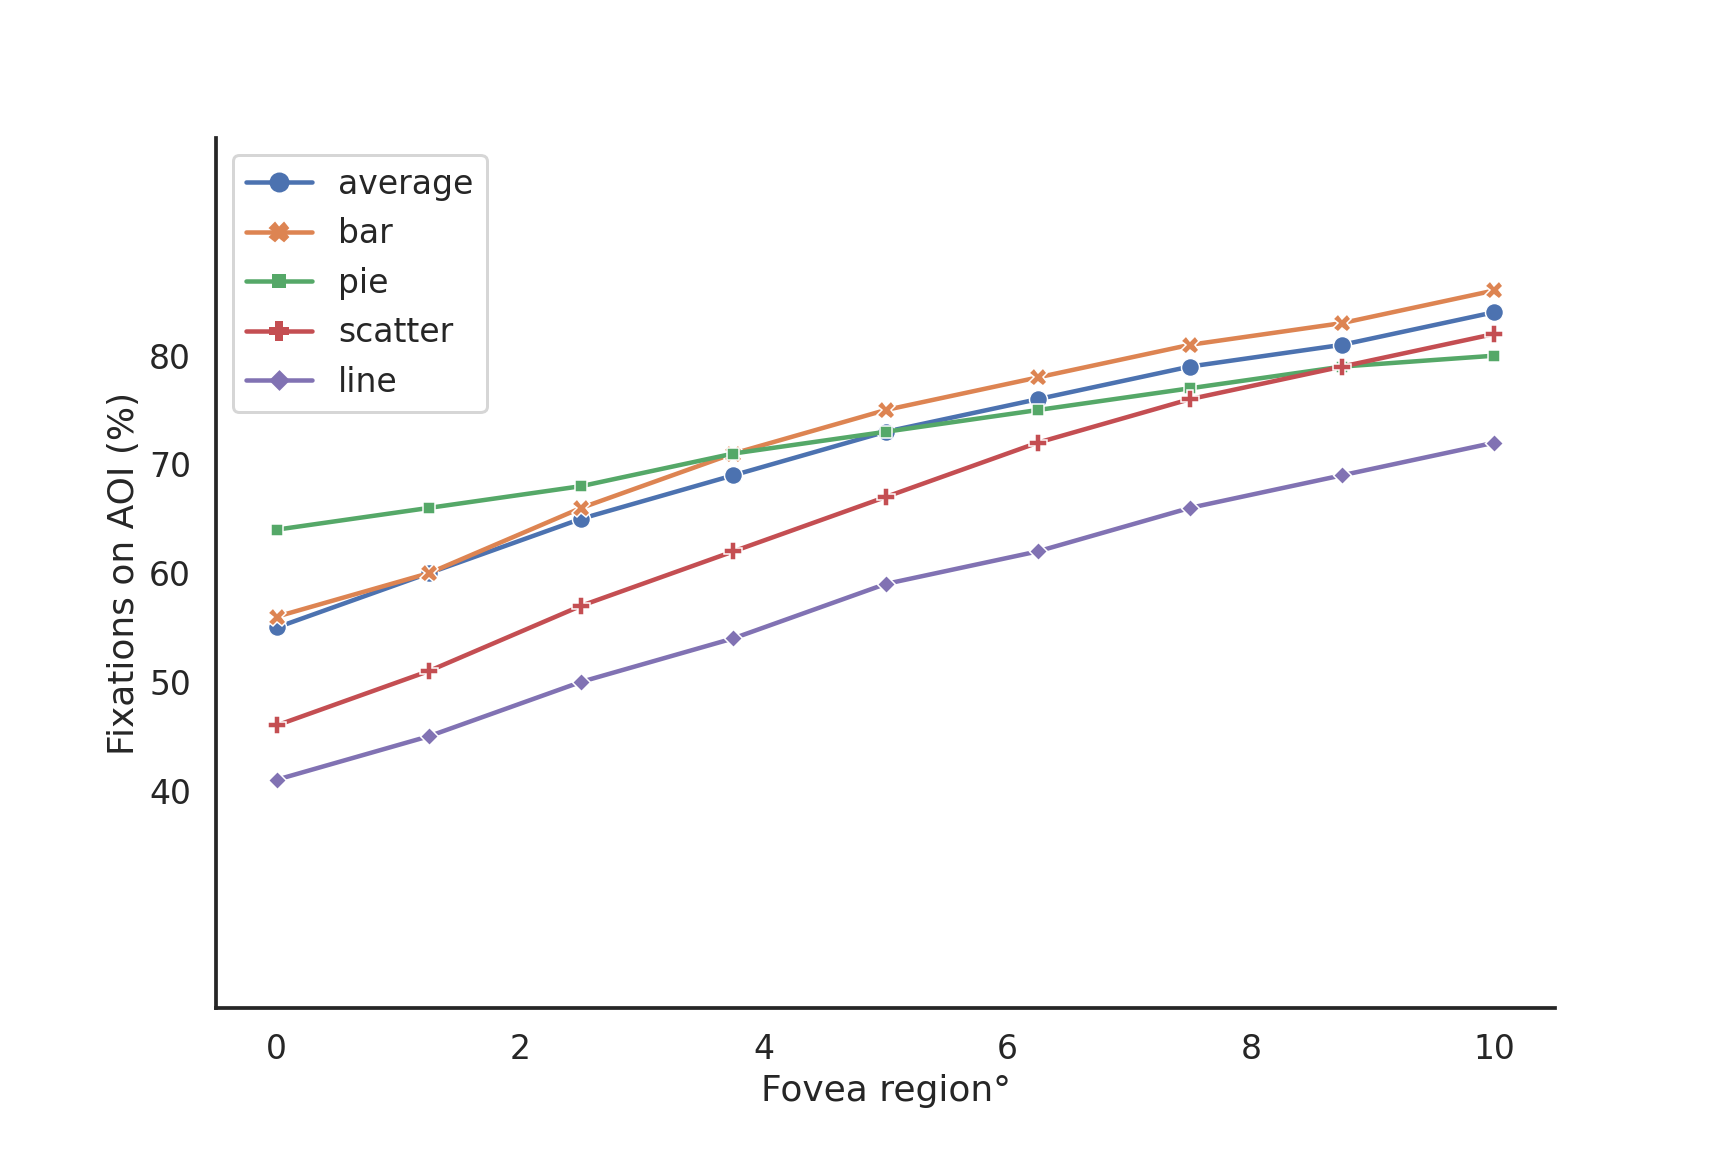 average
bar
pie
scatter
line
80
70
60
50
40
Fixations on AOI (%)
0 2 4 6 8 10
Fovea region°